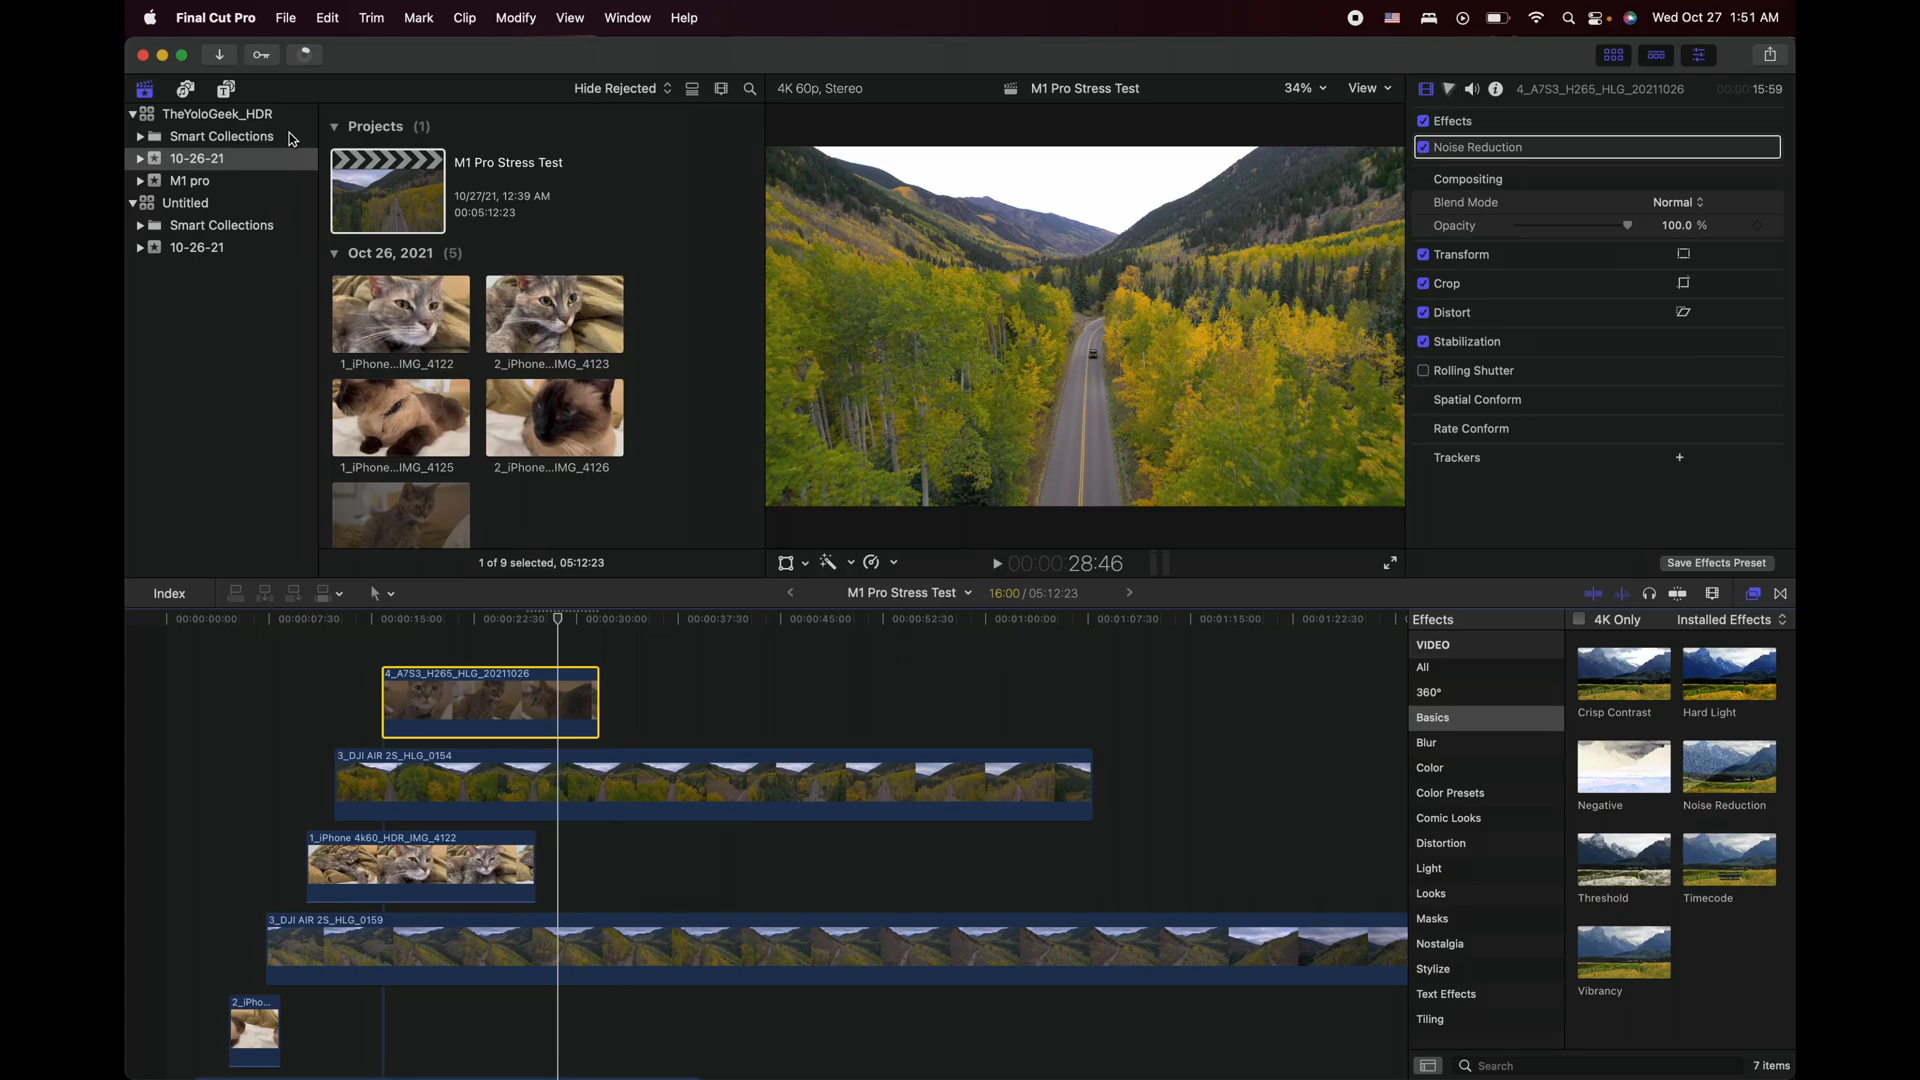 Final Cut Pro File Edit Trim Mark Clip Modify View Window Help Wed Oct 27 1:51 AM
Hide Rejected 4K 60p, Stereo M1 Pro Stress Test 34% View 4_A7S3_H265_HLG_20211026 00:00:15:59
TheYoloGeek_HDR
Smart Collections
10-26-21
M1 pro
Untitled
Smart Collections
10-26-21
Projects (1)
M1 Pro Stress Test
10/27/21, 12:39 AM
00:05:12:23
Oct 26, 2021 (5)
1_iPhone...IMG_4122
2_iPhone...IMG_4123
1_iPhone...IMG_4125
2_iPhone...IMG_4126
1 of 9 selected, 05:12:23
00:00:28:46
Effects
Noise Reduction
Compositing
Blend Mode Normal
Opacity 100.0 %
Transform
Crop
Distort
Stabilization
Rolling Shutter
Spatial Conform
Rate Conform
Trackers
Save Effects Preset
Index M1 Pro Stress Test 16:00 / 05:12:23
00:00:00:00 00:00:07:30 00:00:15:00 00:00:22:30 00:00:30:00 00:00:37:30 00:00:45:00 00:00:52:30 00:01:00:00 00:01:07:30 00:01:15:00 00:01:22:30
4_A7S3_H265_HLG_20211026
3_DJI AIR 2S_HLG_0154
1_iPhone 4k60_HDR_IMG_4122
3_DJI AIR 2S_HLG_0159
2_iPho...
Effects 4K Only Installed Effects
VIDEO
All
360°
Basics
Blur
Color
Color Presets
Comic Looks
Distortion
Light
Looks
Masks
Nostalgia
Stylize
Text Effects
Tiling
Crisp Contrast
Hard Light
Negative
Noise Reduction
Threshold
Timecode
Vibrancy
Search 7 items